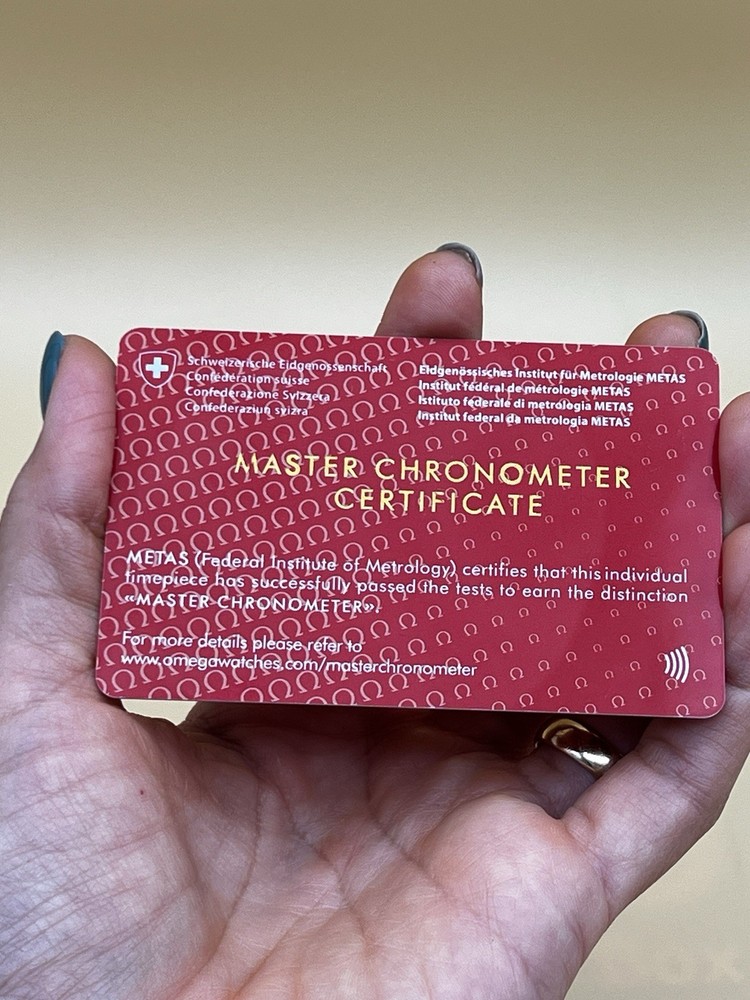 Schweizerische Eidgenossenschaft
Confédération suisse
Confederazione Svizzera
Confederaziun svizra
Eidgenössisches Institut für Metrologie METAS
Institut fédéral de métrologie METAS
Istituto federale di metrologia METAS
Institut federal da metrologia METAS
MASTER CHRONOMETER
CERTIFICATE
METAS (Federal Institute of Metrology) certifies that this individual
timepiece has successfully passed the tests to earn the distinction
«MASTER CHRONOMETER».
For more details please refer to
www.omegawatches.com/masterchronometer